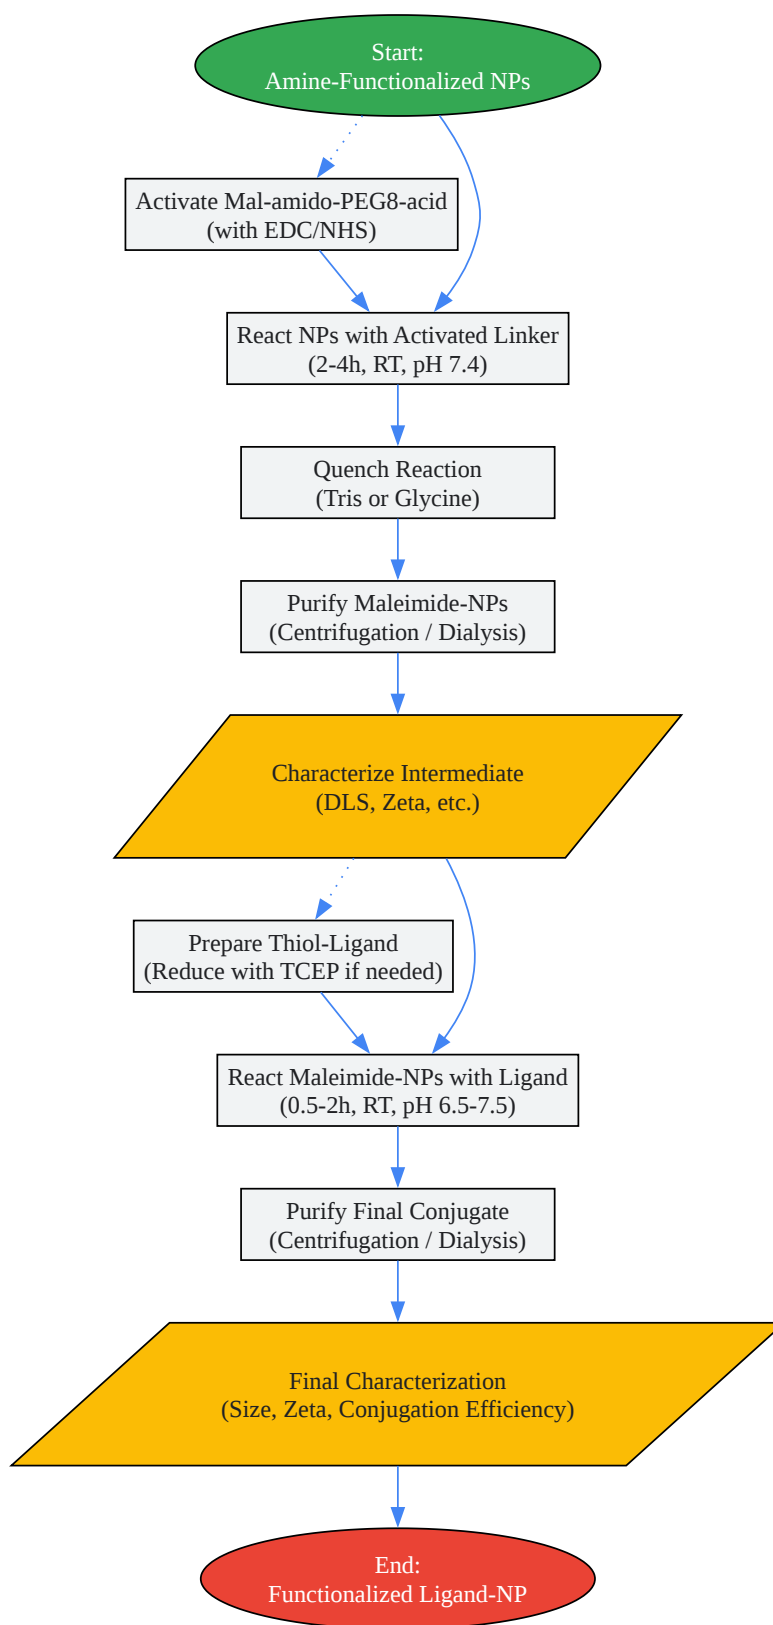 Start:
Amine-Functionalized NPs
Activate Mal-amido-PEG8-acid
(with EDC/NHS)
React NPs with Activated Linker
(2-4h, RT, pH 7.4)
Quench Reaction
(Tris or Glycine)
Purify Maleimide-NPs
(Centrifugation / Dialysis)
Characterize Intermediate
(DLS, Zeta, etc.)
Prepare Thiol-Ligand
(Reduce with TCEP if needed)
React Maleimide-NPs with Ligand
(0.5-2h, RT, pH 6.5-7.5)
Purify Final Conjugate
(Centrifugation / Dialysis)
Final Characterization
(Size, Zeta, Conjugation Efficiency)
End:
Functionalized Ligand-NP